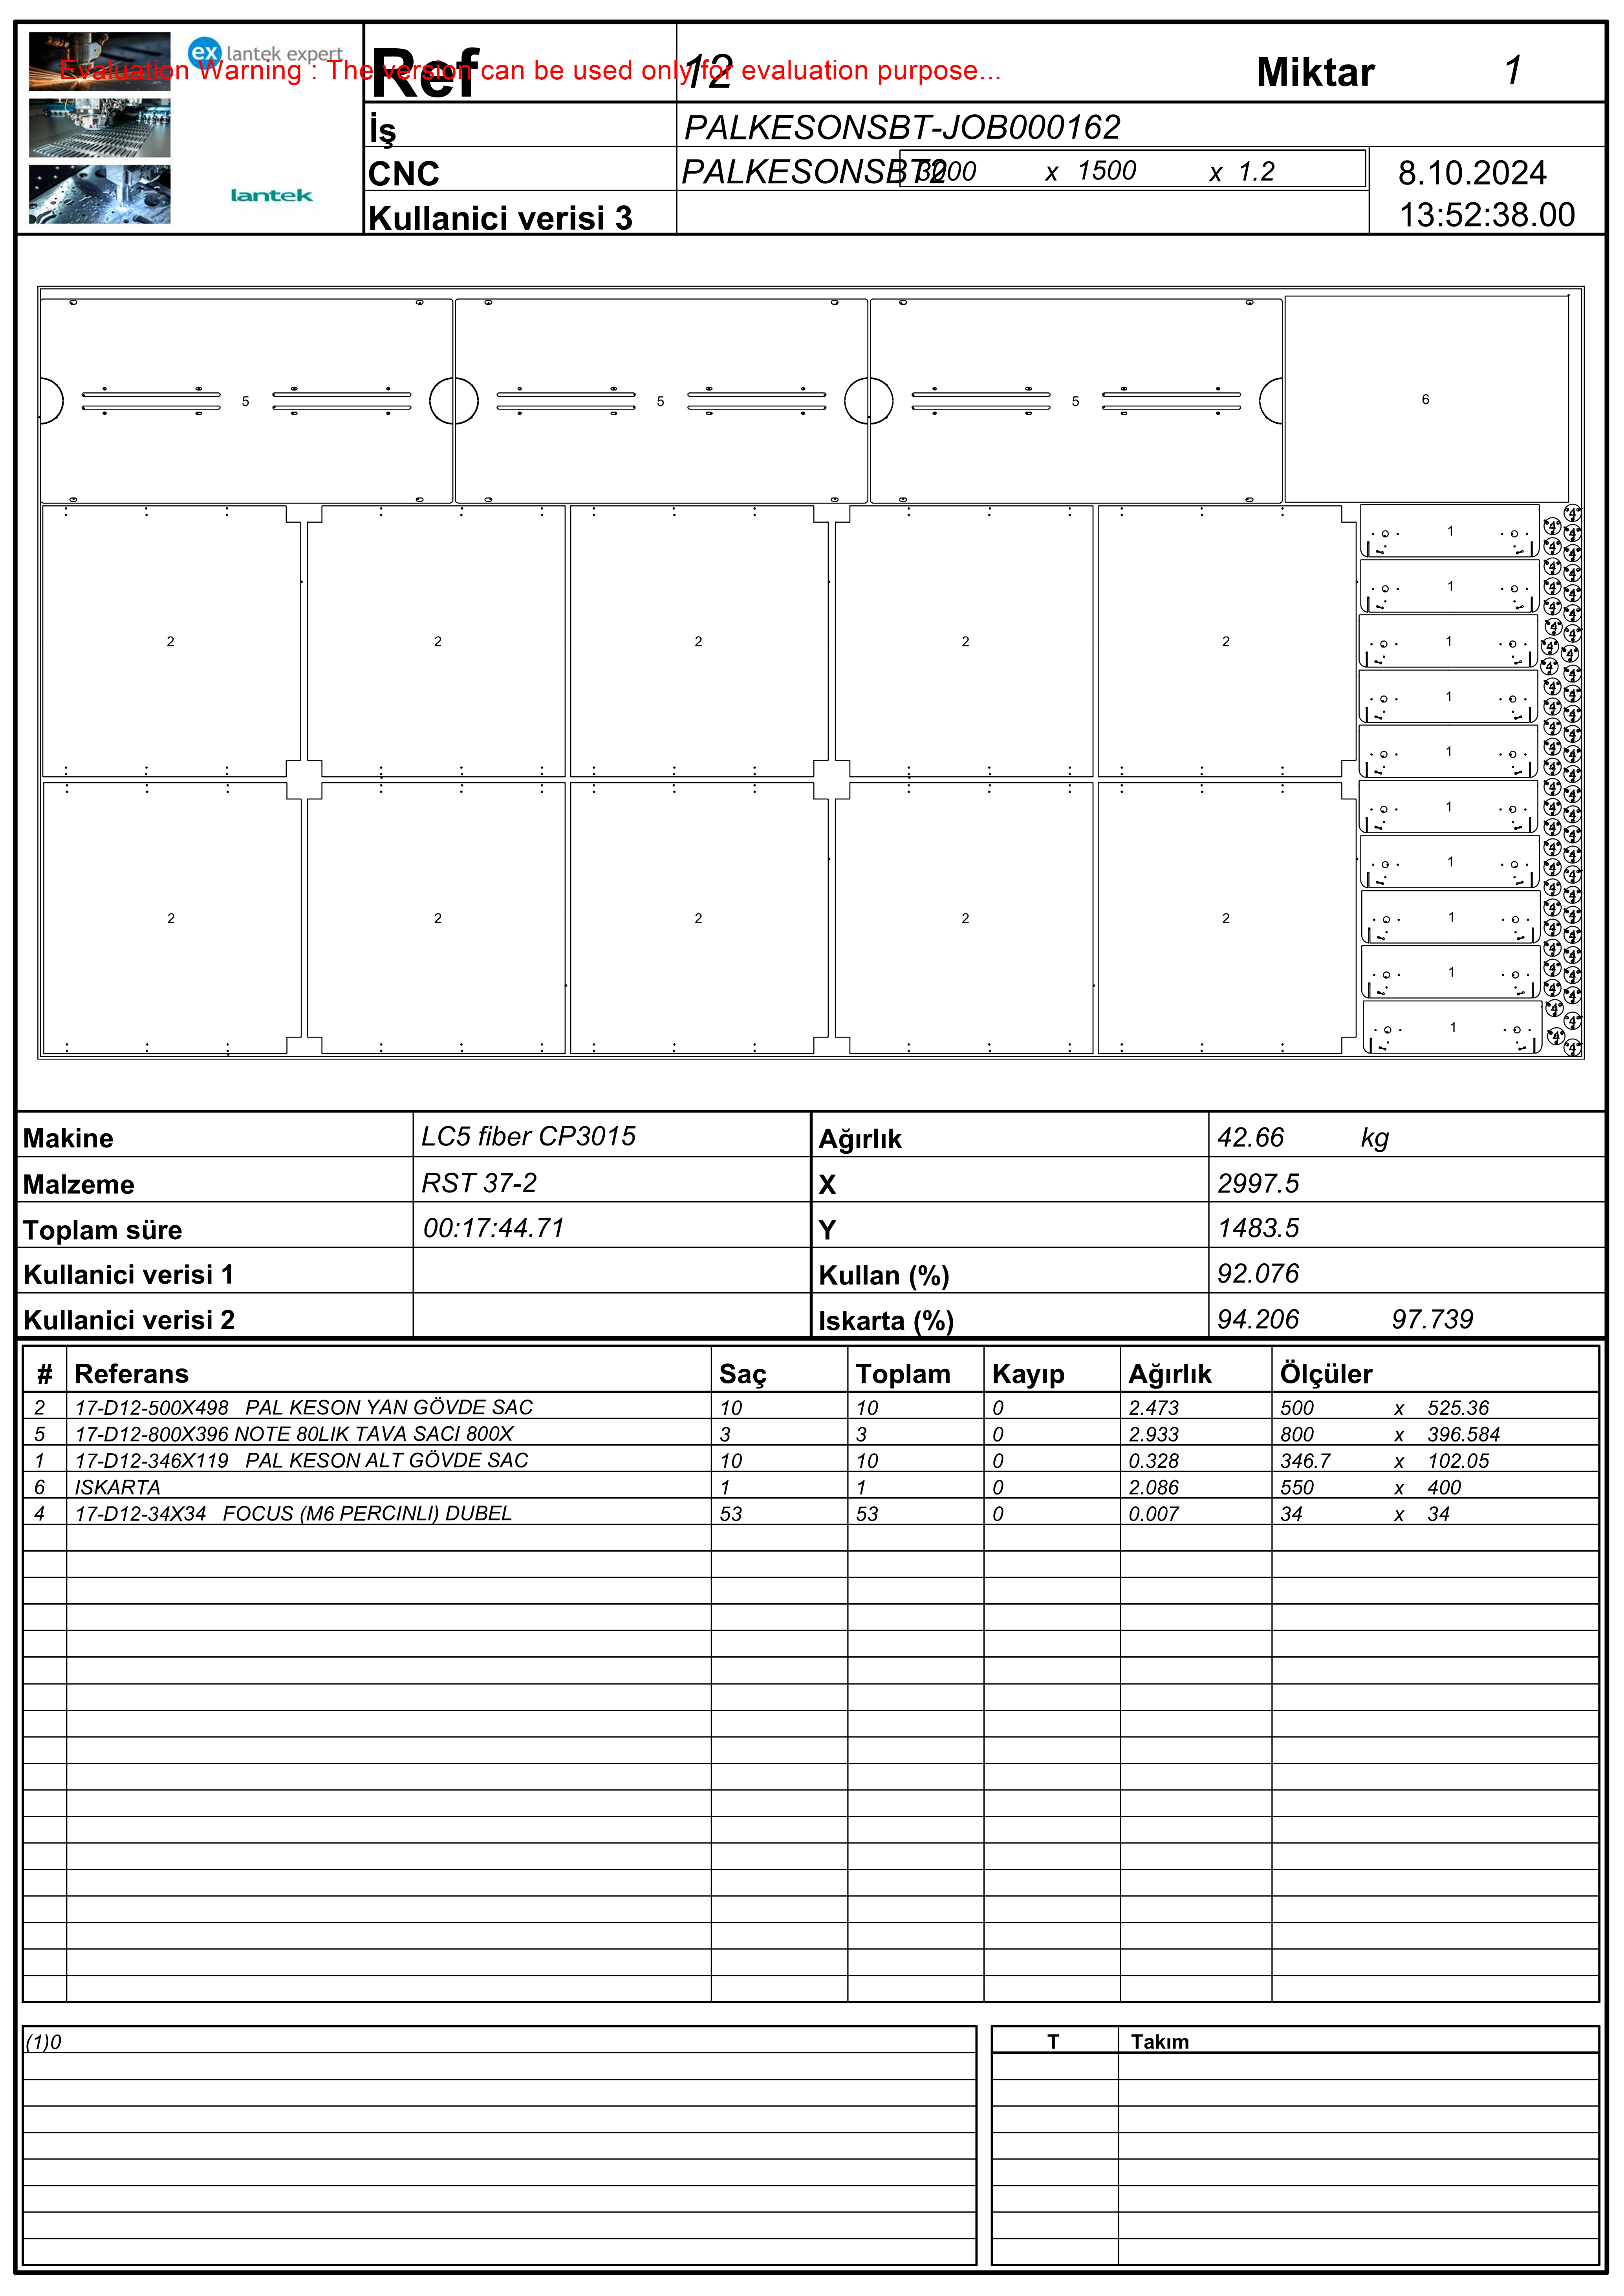 ex lantek expert
lantek
Evaluation Warning : The version can be used only for evaluation purpose...
Ref 12 Miktar 1
İş PALKESONSBT-JOB000162
CNC PALKESONSBT2 3000 x 1500 x 1.2 8.10.2024
Kullanici verisi 3 13:52:38.00
5 5 5 6
1
1
2 2 2 2 2 1
1
1
1
1
2 2 2 2 2 1
1
1
Makine LC5 fiber CP3015 Ağırlık 42.66 kg
Malzeme RST 37-2 X 2997.5
Toplam süre 00:17:44.71 Y 1483.5
Kullanici verisi 1 Kullan (%) 92.076
Kullanici verisi 2 Iskarta (%) 94.206 97.739
# Referans Saç Toplam Kayıp Ağırlık Ölçüler
2 17-D12-500X498 PAL KESON YAN GÖVDE SAC 10 10 0 2.473 500 x 525.36
5 17-D12-800X396 NOTE 80LIK TAVA SACI 800X 3 3 0 2.933 800 x 396.584
1 17-D12-346X119 PAL KESON ALT GÖVDE SAC 10 10 0 0.328 346.7 x 102.05
6 ISKARTA 1 1 0 2.086 550 x 400
4 17-D12-34X34 FOCUS (M6 PERCINLI) DUBEL 53 53 0 0.007 34 x 34
(1)0
T Takım